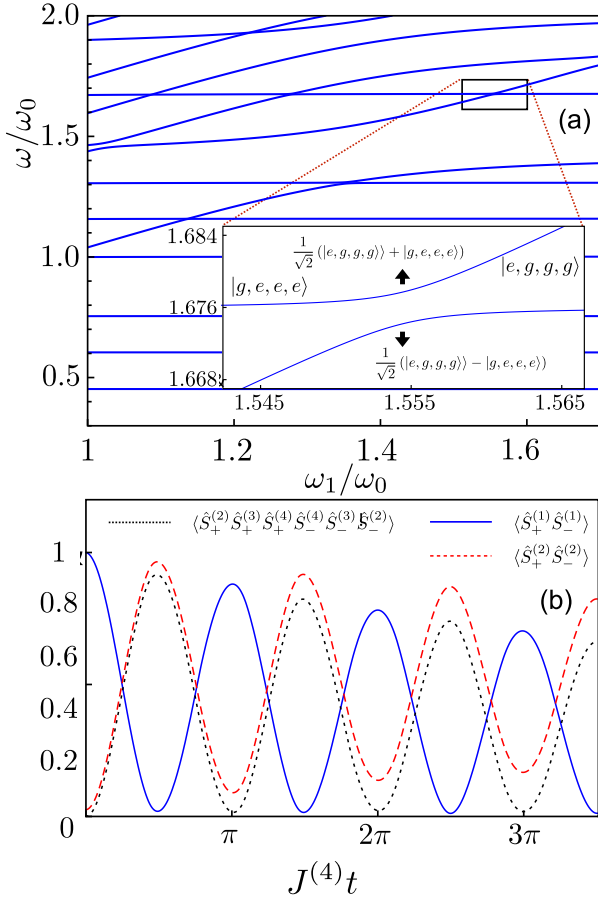 2.0
1.5
1.0
0.5
ω/ω₀
(a)
1.684
1.676
1.668
1/√2 (|e, g, g, g⟩ + |g, e, e, e⟩)
|e, g, g, g⟩
|g, e, e, e⟩
1/√2 (|e, g, g, g⟩ − |g, e, e, e⟩)
1.545 1.555 1.565
1 1.2 1.4 1.6
ω₁/ω₀
⟨Ŝ₊⁽²⁾Ŝ₊⁽³⁾Ŝ₊⁽⁴⁾Ŝ₋⁽⁴⁾Ŝ₋⁽³⁾Ŝ₋⁽²⁾⟩
⟨Ŝ₊⁽¹⁾Ŝ₋⁽¹⁾⟩
⟨Ŝ₊⁽²⁾Ŝ₋⁽²⁾⟩
(b)
1
0.8
0.6
0.4
0.2
0
π 2π 3π
J⁽⁴⁾t